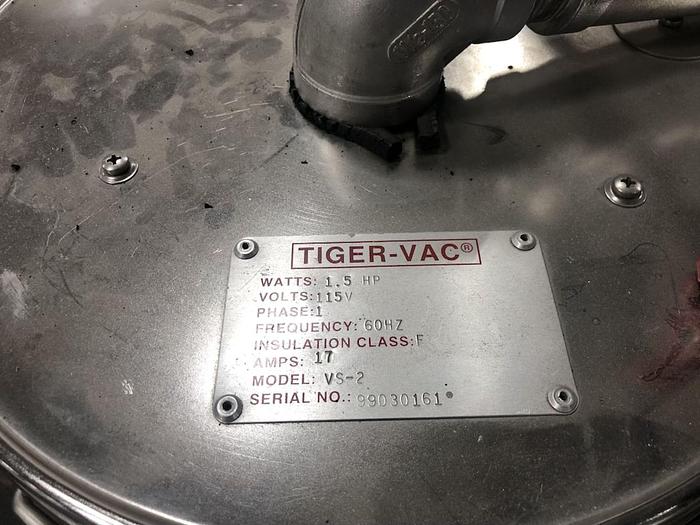 TIGER-VAC®
WATTS: 1.5 HP
VOLTS: 115V
PHASE: 1
FREQUENCY: 60HZ
INSULATION CLASS: F
AMPS: 17
MODEL: VS-2
SERIAL NO.: 99030161